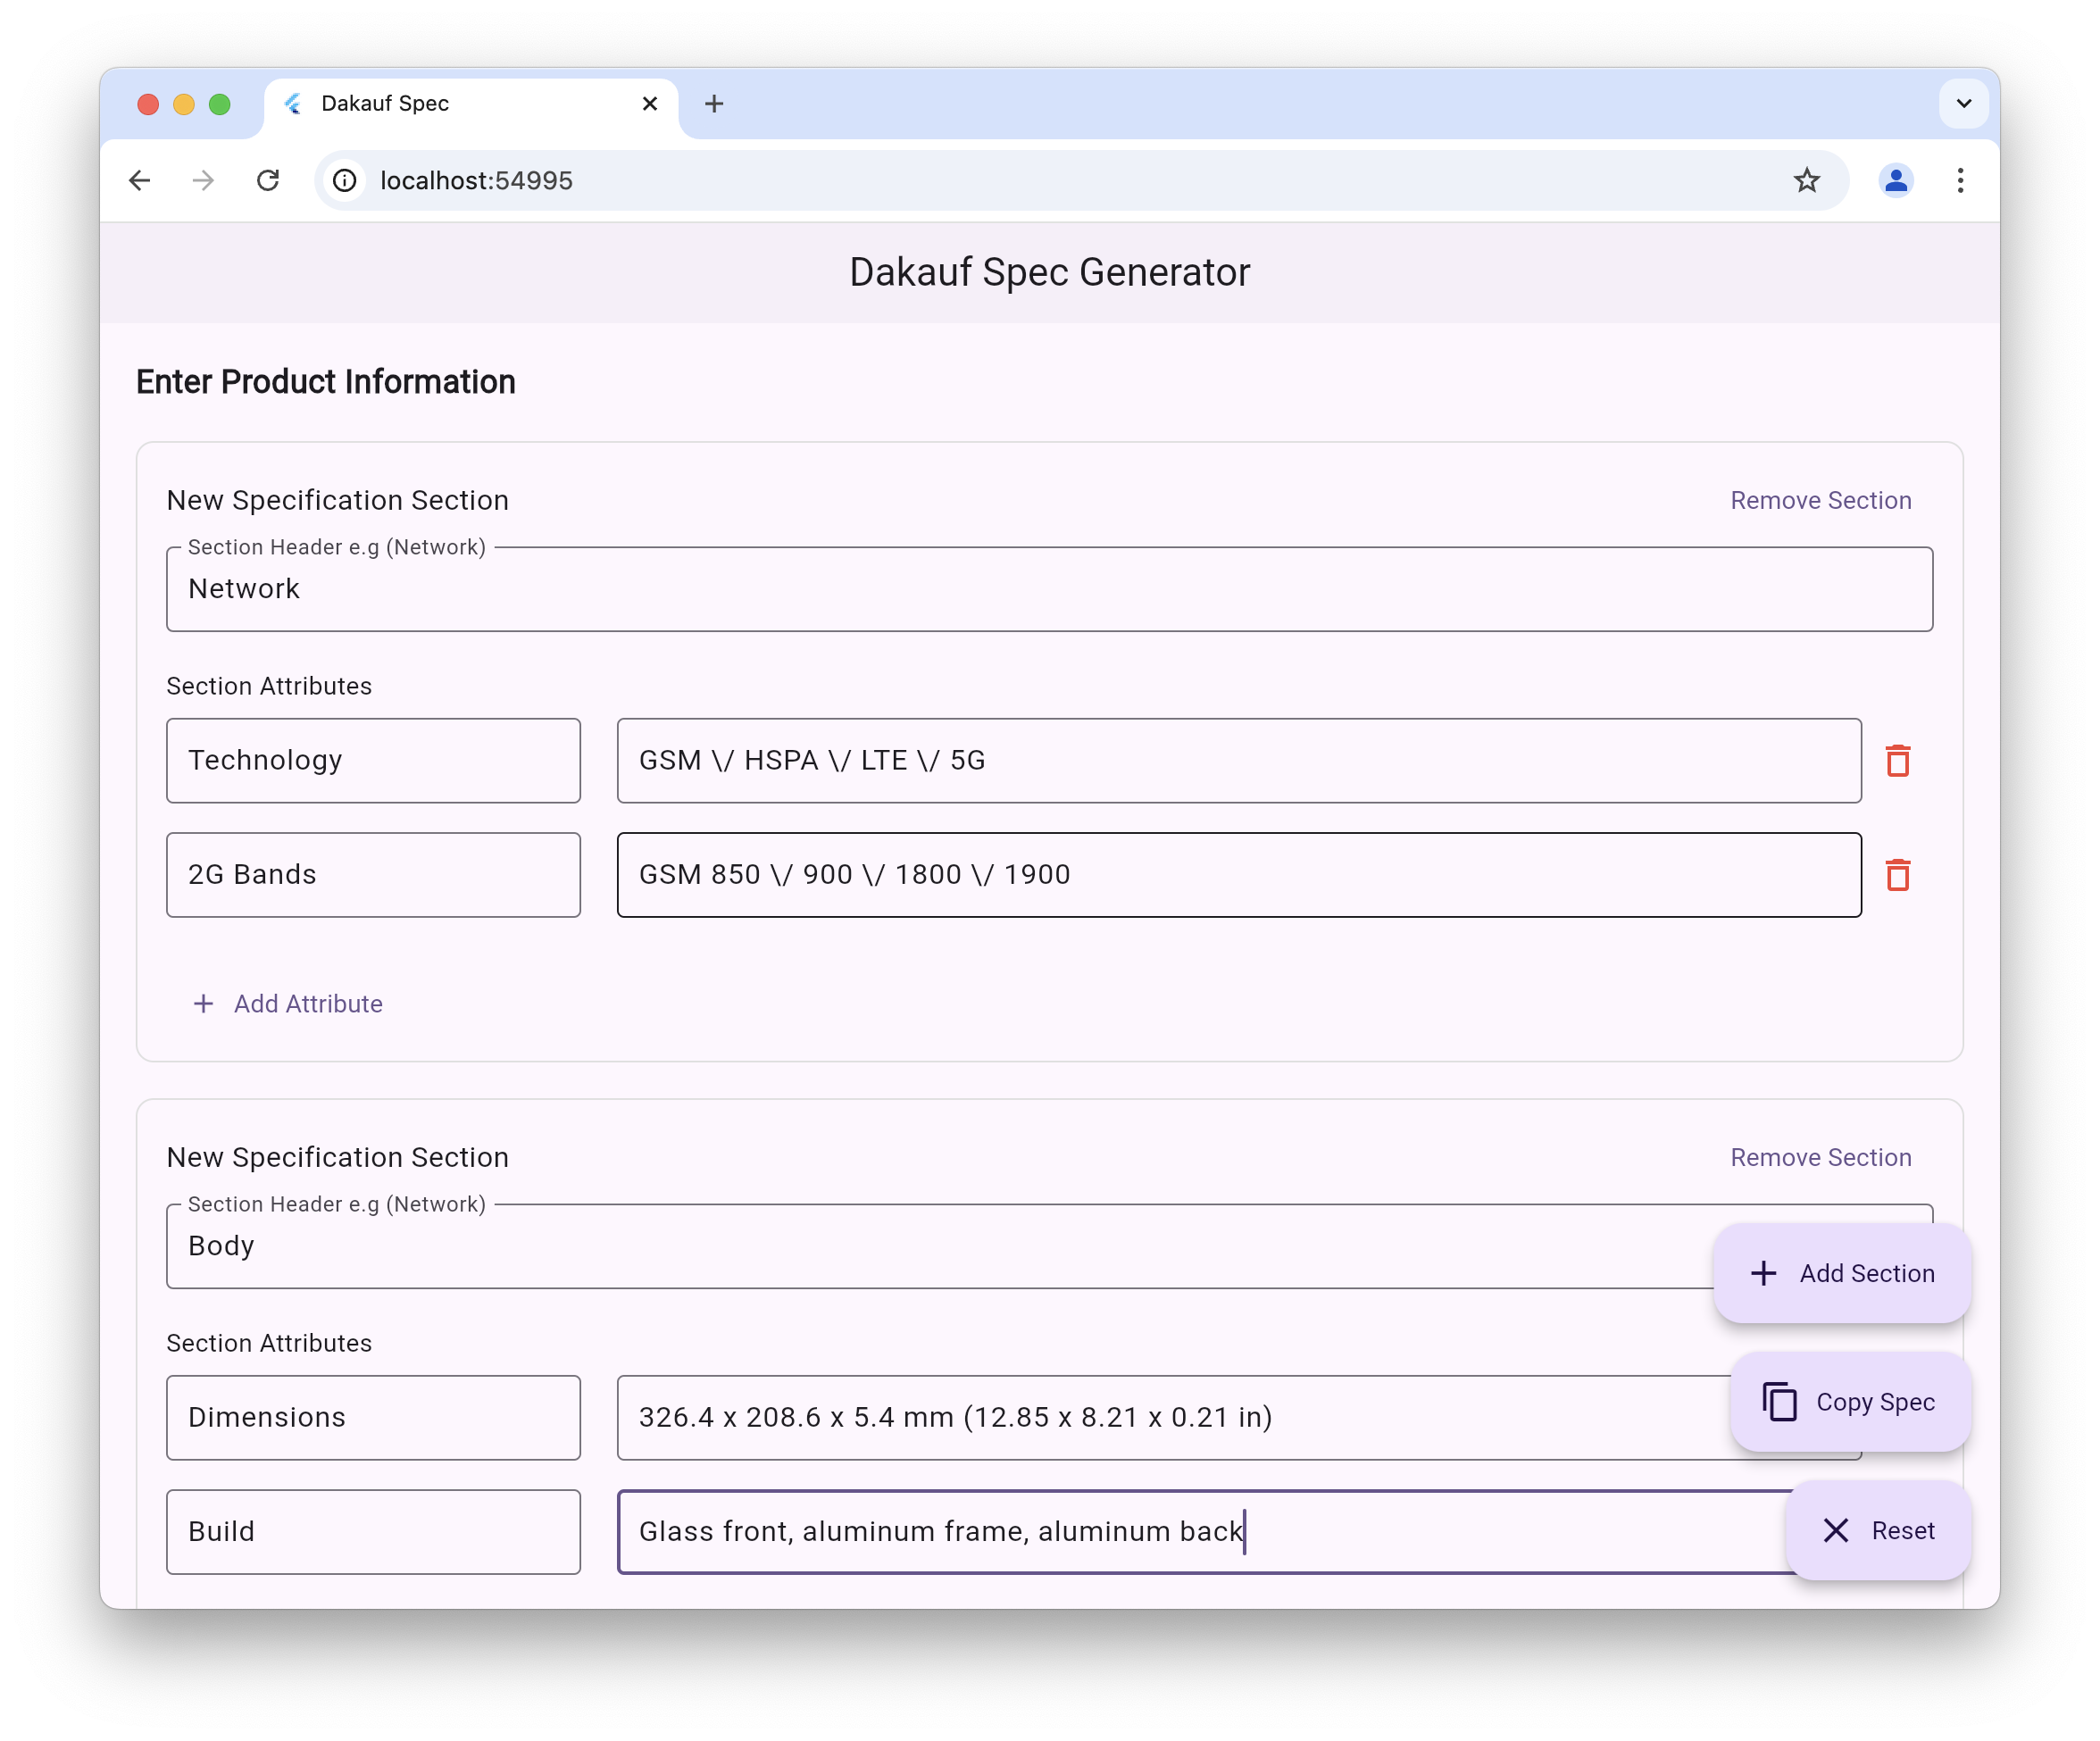 Dakauf Spec
localhost:54995
Dakauf Spec Generator
Enter Product Information
New Specification Section
Remove Section
Section Header e.g (Network)
Network
Section Attributes
Technology
GSM \/ HSPA \/ LTE \/ 5G
2G Bands
GSM 850 \/ 900 \/ 1800 \/ 1900
Add Attribute
New Specification Section
Remove Section
Section Header e.g (Network)
Body
Add Section
Section Attributes
Dimensions
326.4 x 208.6 x 5.4 mm (12.85 x 8.21 x 0.21 in)
Copy Spec
Build
Glass front, aluminum frame, aluminum back
Reset